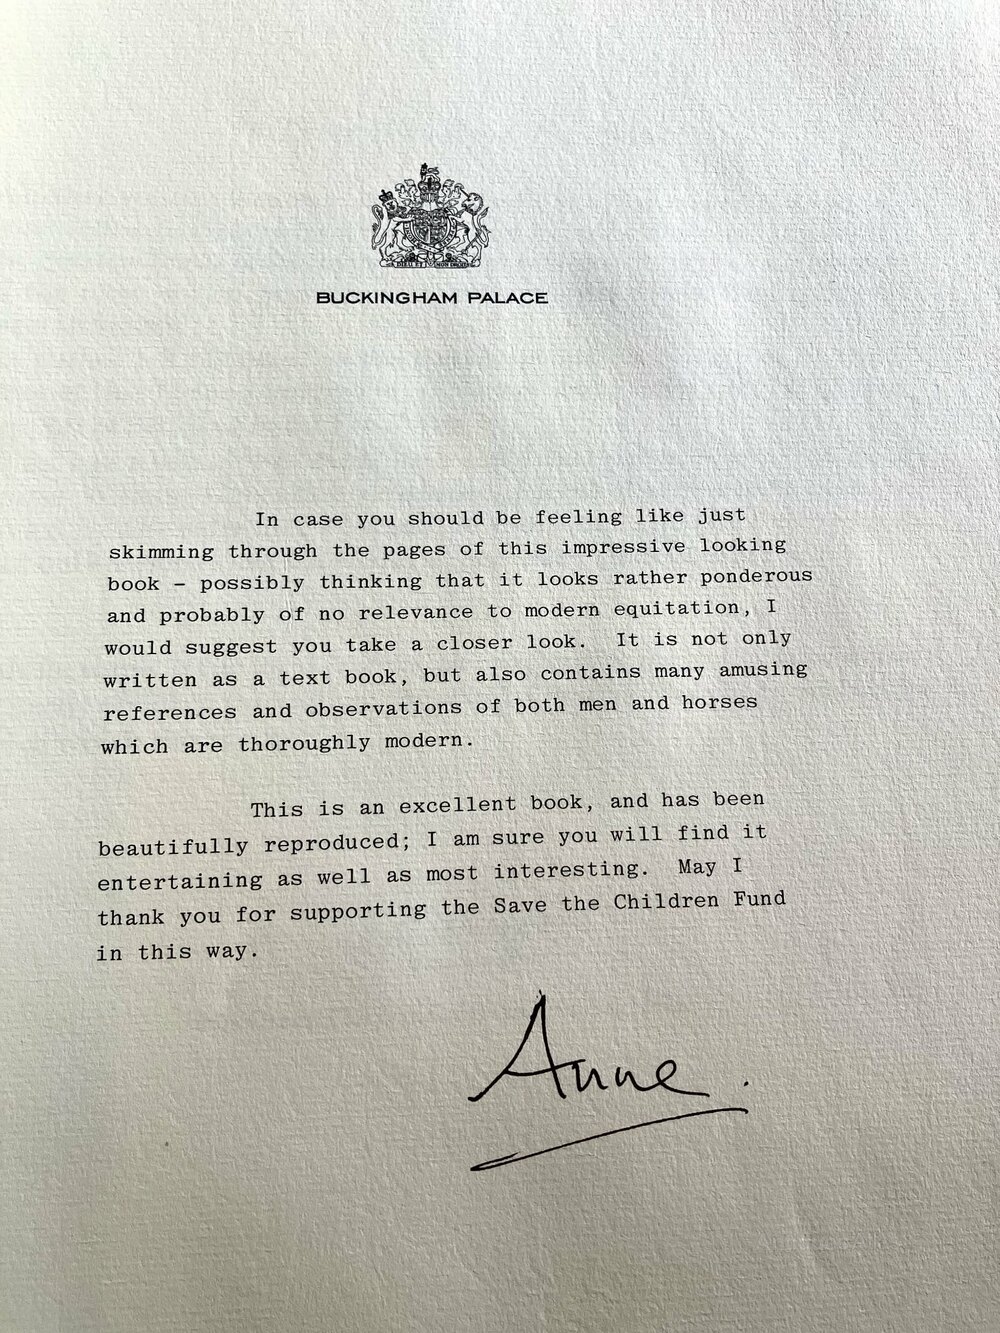 DIEU ET MON DROIT
BUCKINGHAM PALACE
In case you should be feeling like just
skimming through the pages of this impressive looking
book – possibly thinking that it looks rather ponderous
and probably of no relevance to modern equitation, I
would suggest you take a closer look. It is not only
written as a text book, but also contains many amusing
references and observations of both men and horses
which are thoroughly modern.
This is an excellent book, and has been
beautifully reproduced; I am sure you will find it
entertaining as well as most interesting. May I
thank you for supporting the Save the Children Fund
in this way.
Anne.